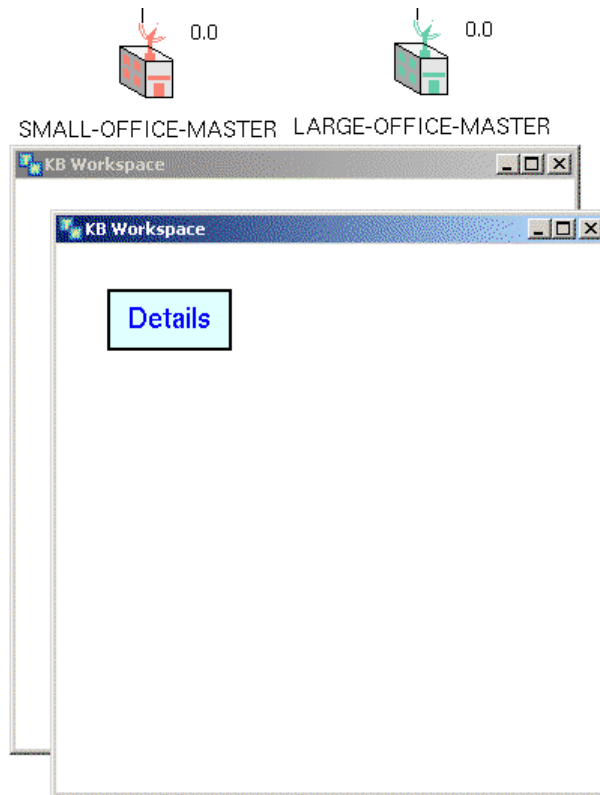 0.0
0.0
SMALL-OFFICE-MASTER
LARGE-OFFICE-MASTER
KB Workspace
KB Workspace
Details